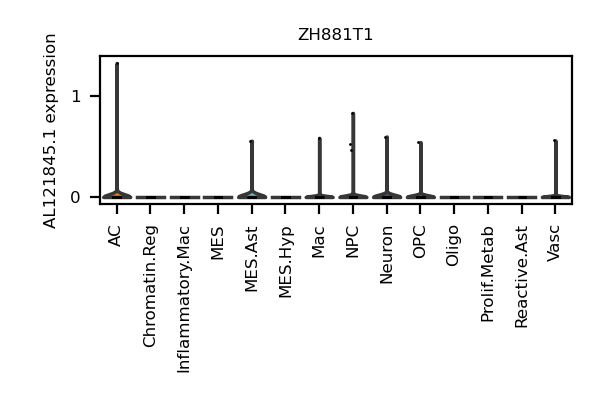 ZH881T1
AL121845.1 expression
1
0
AC
Chromatin.Reg
Inflammatory.Mac
MES
MES.Ast
MES.Hyp
Mac
NPC
Neuron
OPC
Oligo
Prolif.Metab
Reactive.Ast
Vasc